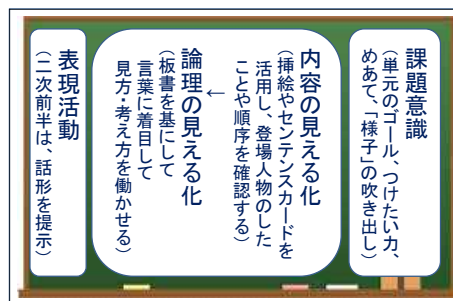 課題意識
（単元のゴール、つけたい力、
めあて、「様子」の吹き出し）
内容の見える化
（挿絵やセンテンスカードを
活用し、登場人物のした
ことや順序を確認する）
↓
論理の見える化
（板書を基にして
言葉に着目して
見方・考え方を働かせる）
表現活動
（二次前半は、話形を提示）